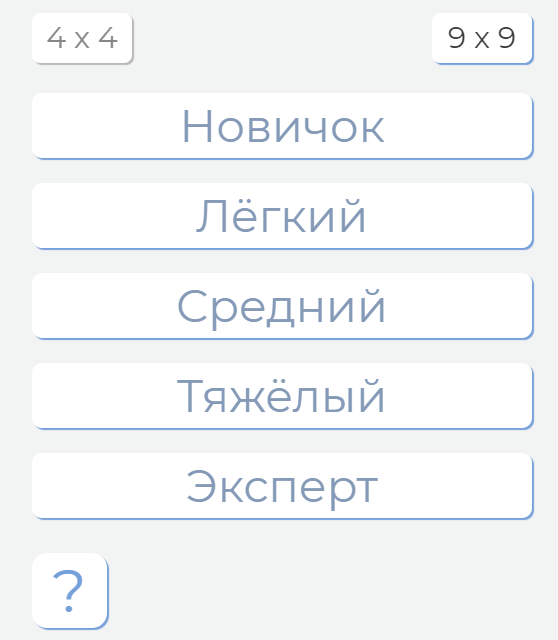 4 x 4 9 x 9
Новичок
Лёгкий
Средний
Тяжёлый
Эксперт
?